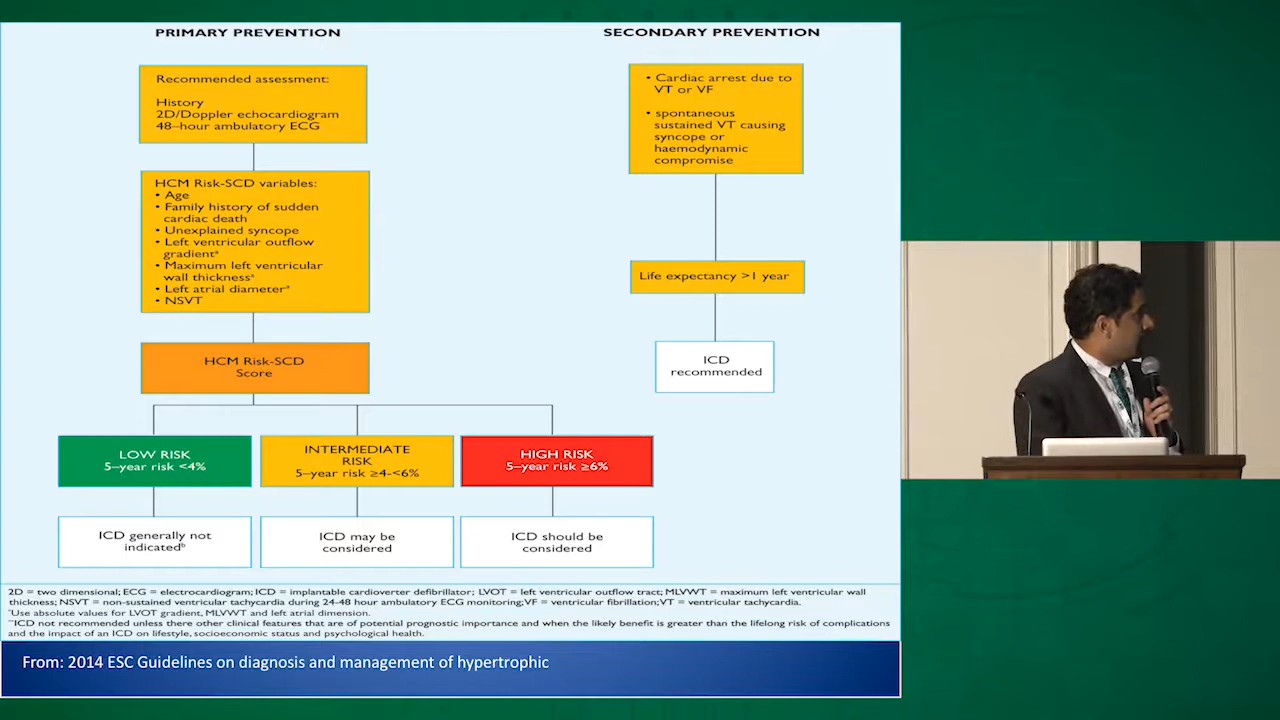 PRIMARY PREVENTION
Recommended assessment:
History
2D/Doppler echocardiogram
48–hour ambulatory ECG
HCM Risk-SCD variables:
• Age
• Family history of sudden
cardiac death
• Unexplained syncope
• Left ventricular outflow
gradientᵃ
• Maximum left ventricular
wall thicknessᵃ
• Left atrial diameterᵃ
• NSVT
HCM Risk-SCD
Score
LOW RISK
5–year risk <4%
INTERMEDIATE
RISK
5–year risk ≥4-<6%
HIGH RISK
5–year risk ≥6%
ICD generally not
indicatedᵇ
ICD may be
considered
ICD should be
considered
SECONDARY PREVENTION
• Cardiac arrest due to
VT or VF
• spontaneous
sustained VT causing
syncope or
haemodynamic
compromise
Life expectancy >1 year
ICD
recommended
2D = two dimensional; ECG = electrocardiogram; ICD = implantable cardioverter defibrillator; LVOT = left ventricular outflow tract; MLVWT = maximum left ventricular wall
thickness; NSVT = non-sustained ventricular tachycardia during 24-48 hour ambulatory ECG monitoring; VF = ventricular fibrillation; VT = ventricular tachycardia.
*Use absolute values for LVOT gradient, MLVWT and left atrial dimension.
**ICD not recommended unless there other clinical features that are of potential prognostic importance and when the likely benefit is greater than the lifelong risk of complications
and the impact of an ICD on lifestyle, socioeconomic status and psychological health.
From: 2014 ESC Guidelines on diagnosis and management of hypertrophic